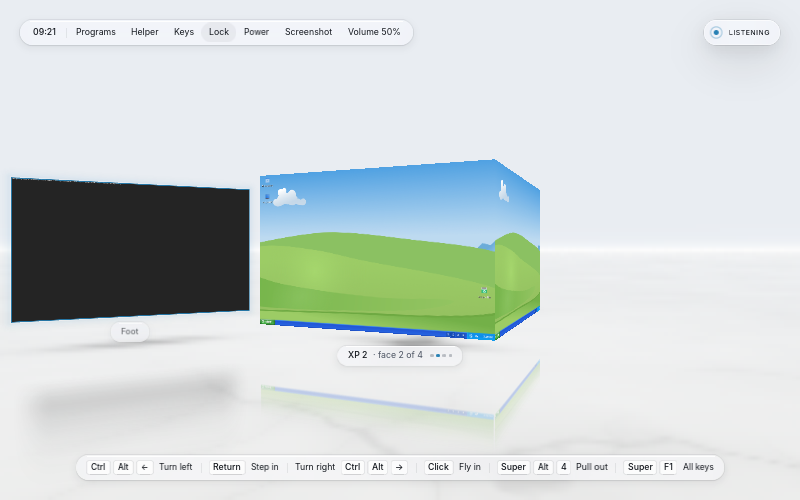 09:21 Programs Helper Keys Lock Power Screenshot Volume 50%
LISTENING
Foot
XP 2 · face 2 of 4
Ctrl Alt ← Turn left Return Step in Turn right Ctrl Alt → Click Fly in Super Alt 4 Pull out Super F1 All keys